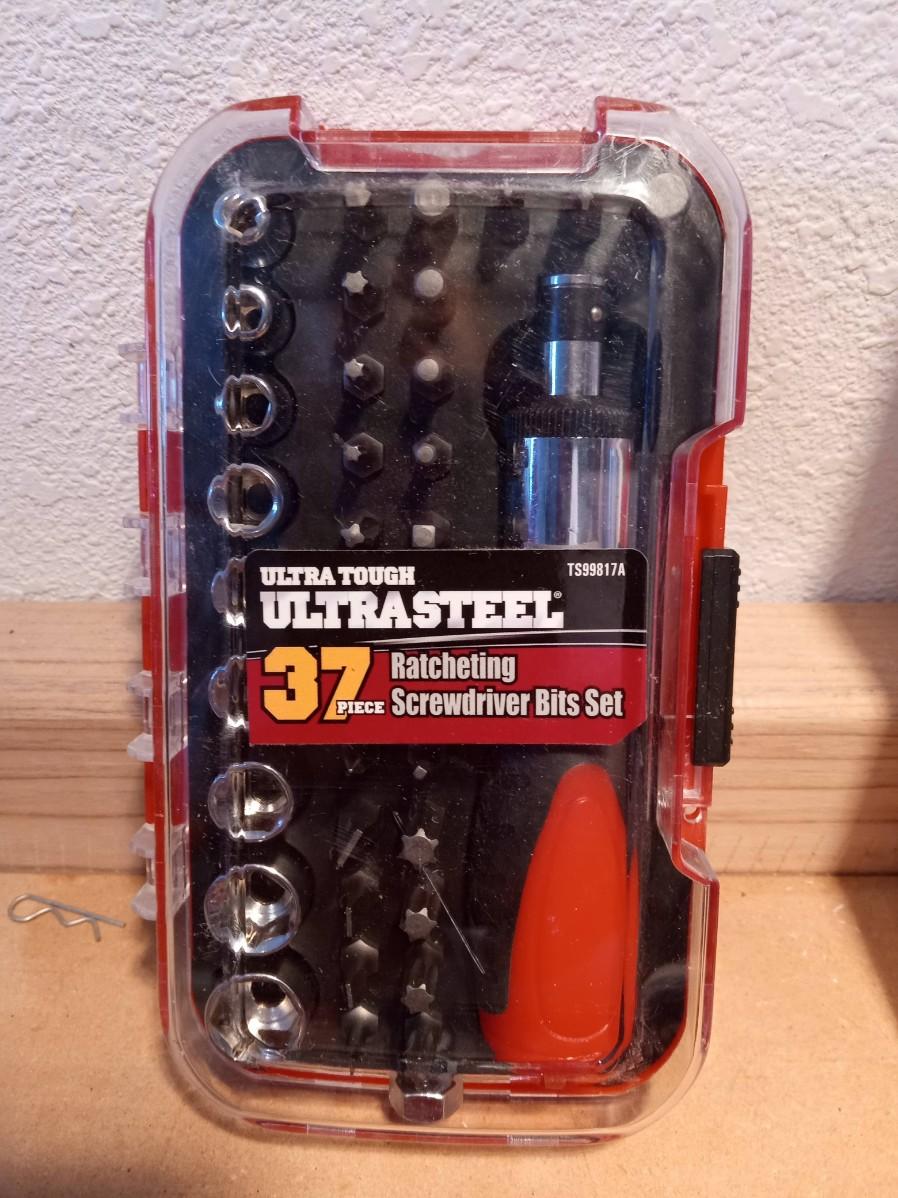 ULTRA TOUGH
TS99817A
ULTRASTEEL®
37 PIECE
Ratcheting
Screwdriver Bits Set